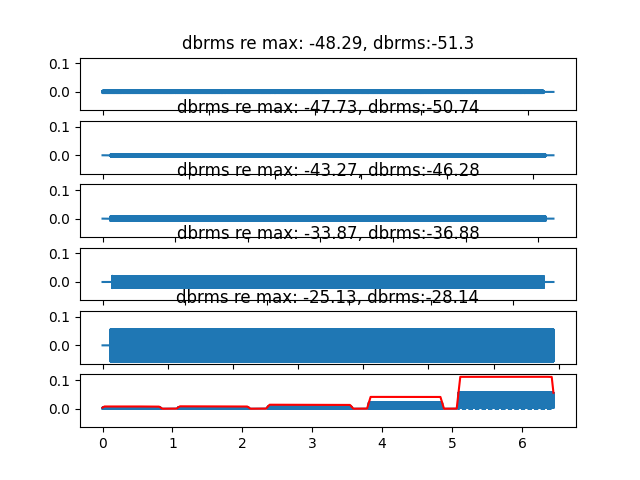 dbrms re max: -48.29, dbrms:-51.3
0.1
0.0
dbrms re max: -47.73, dbrms:-50.74
0.1
0.0
dbrms re max: -43.27, dbrms:-46.28
0.1
0.0
dbrms re max: -33.87, dbrms:-36.88
0.1
0.0
dbrms re max: -25.13, dbrms:-28.14
0.1
0.0
0.1
0.0
0 1 2 3 4 5 6